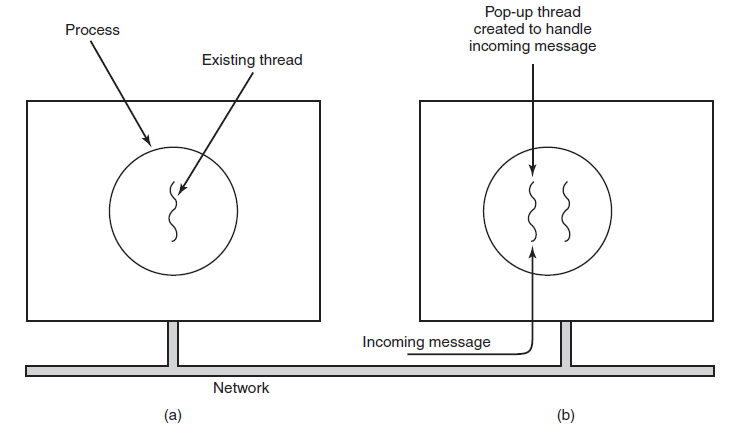 Process
Existing thread
Pop-up thread
created to handle
incoming message
Incoming message
Network
(a)
(b)